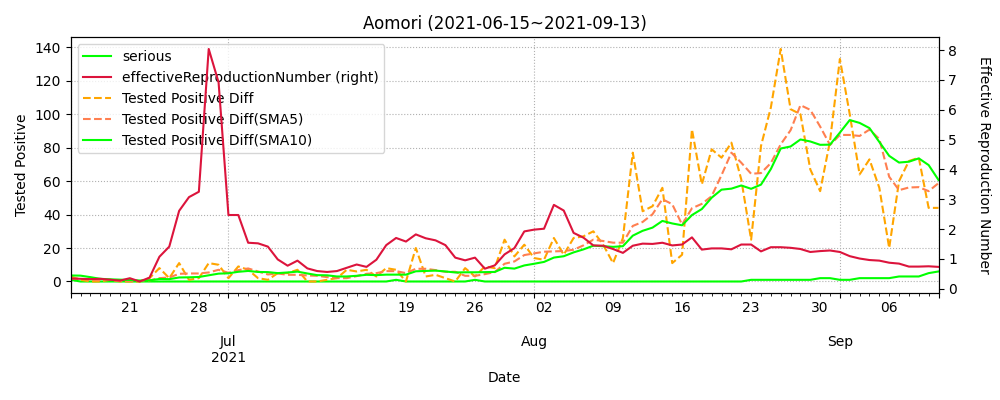 Aomori (2021-06-15~2021-09-13)
serious
effectiveReproductionNumber (right)
Tested Positive Diff
Tested Positive Diff(SMA5)
Tested Positive Diff(SMA10)
Tested Positive
140
120
100
80
60
40
20
0
Effective Reproduction Number
8
7
6
5
4
3
2
1
0
21 28 05 12 19 26 02 09 16 23 30 06
Jul Aug Sep
2021
Date